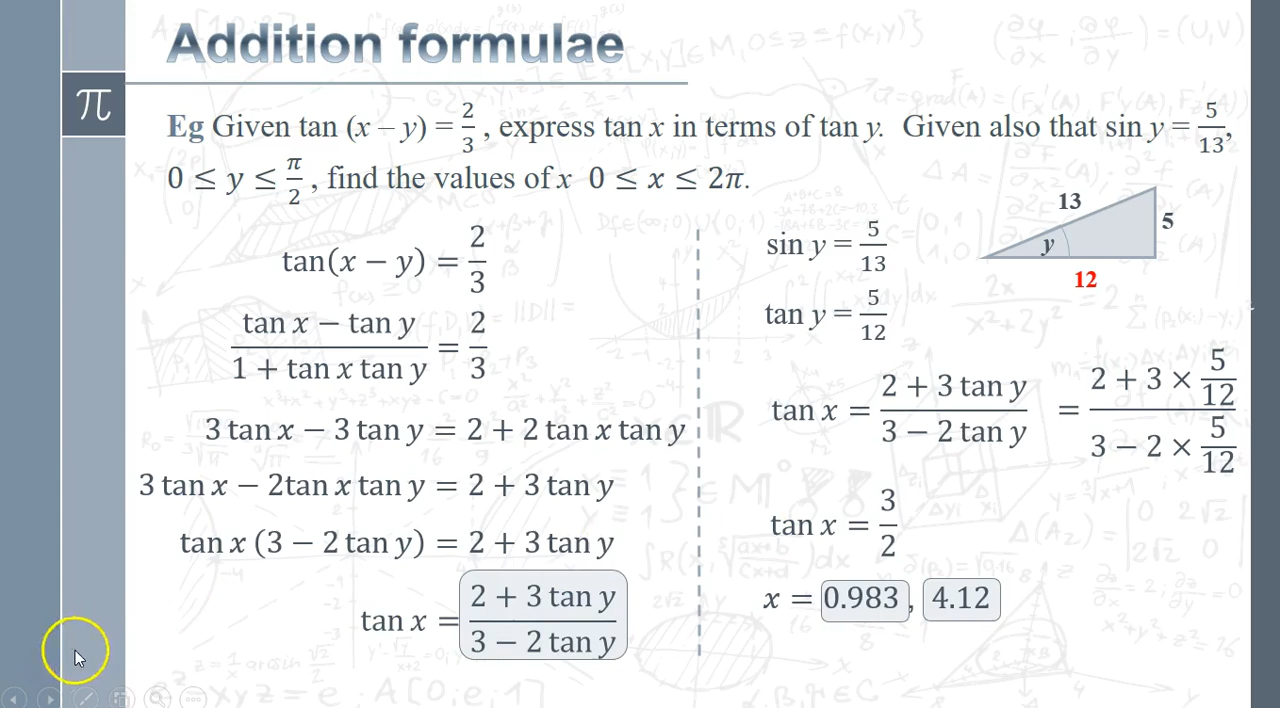 Addition formulae
π
Eg Given tan (x – y) = 2/3, express tan x in terms of tan y. Given also that sin y = 5/13,
0 ≤ y ≤ π/2, find the values of x 0 ≤ x ≤ 2π.
tan(x − y) = 2/3
(tan x − tan y)/(1 + tan x tan y) = 2/3
3 tan x − 3 tan y = 2 + 2 tan x tan y
3 tan x − 2tan x tan y = 2 + 3 tan y
tan x (3 − 2 tan y) = 2 + 3 tan y
tan x = (2 + 3 tan y)/(3 − 2 tan y)
sin y = 5/13
13
5
y
12
tan y = 5/12
tan x = (2 + 3 tan y)/(3 − 2 tan y) = (2 + 3 × 5/12)/(3 − 2 × 5/12)
tan x = 3/2
x = 0.983 , 4.12